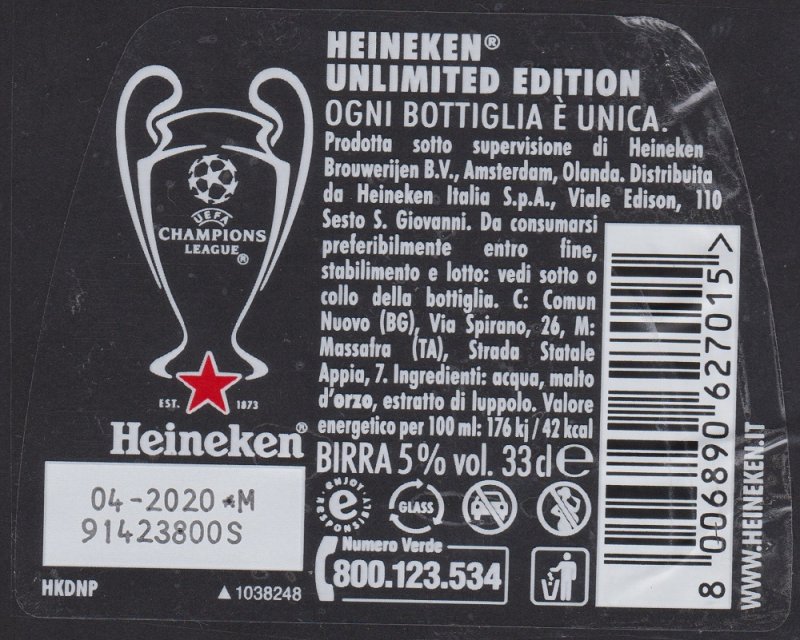 UEFA
CHAMPIONS
LEAGUE®
EST. 1873
Heineken®
04-2020 *M
91423800S
HKDNP
▲1038248
HEINEKEN®
UNLIMITED EDITION
OGNI BOTTIGLIA È UNICA.
Prodotta sotto supervisione di Heineken
Brouwerijen B.V., Amsterdam, Olanda. Distribuita
da Heineken Italia S.p.A., Viale Edison, 110
Sesto S. Giovanni. Da consumarsi
preferibilmente entro fine,
stabilimento e lotto: vedi sotto o
collo della bottiglia. C: Comun
Nuovo (BG), Via Spirano, 26, M:
Massafra (TA), Strada Statale
Appia, 7. Ingredienti: acqua, malto
d'orzo, estratto di luppolo. Valore
energetico per 100 ml: 176 kj / 42 kcal
BIRRA 5% vol. 33 cl ℮
ENJOY
RESPONSIBLY
GLASS
Numero Verde
800.123.534
8 006890 627015 >
WWW.HEINEKEN.IT